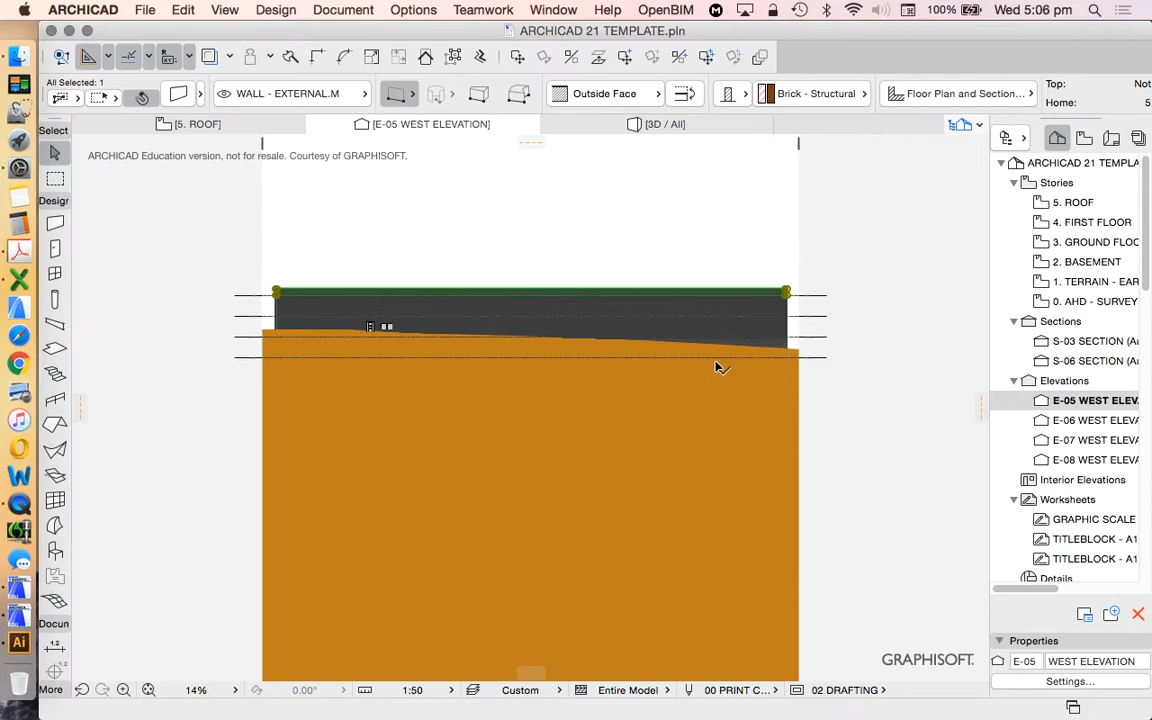 ARCHICAD File Edit View Design Document Options Teamwork Window Help OpenBIM 100% Wed 5:06 pm
ARCHICAD 21 TEMPLATE.pln
All Selected: 1
WALL - EXTERNAL.M
Outside Face
Brick - Structural
Floor Plan and Section...
Top: Not
Home: 5
Select
[5. ROOF]
[E-05 WEST ELEVATION]
[3D / All]
ARCHICAD Education version, not for resale. Courtesy of GRAPHISOFT.
Design
ARCHICAD 21 TEMPLA
Stories
5. ROOF
4. FIRST FLOOR
3. GROUND FLOO
2. BASEMENT
1. TERRAIN - EAR
0. AHD - SURVEY
Sections
S-03 SECTION (Au
S-06 SECTION (Au
Elevations
E-05 WEST ELEV
E-06 WEST ELEVA
E-07 WEST ELEVA
E-08 WEST ELEVA
Interior Elevations
Worksheets
GRAPHIC SCALE
TITLEBLOCK - A1
TITLEBLOCK - A1
Details
Docun
More
GRAPHISOFT.
Properties
E-05 WEST ELEVATION
Settings...
14% 0.00° 1:50 Custom Entire Model 00 PRINT C... 02 DRAFTING